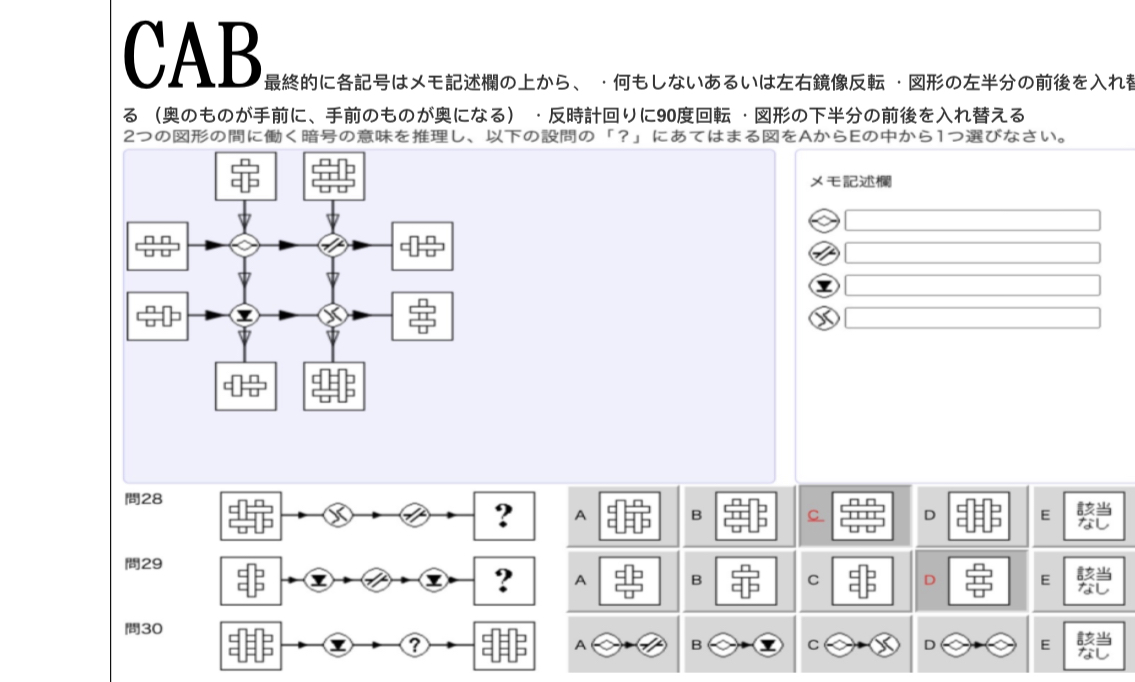 CAB最終的に各記号はメモ記述欄の上から、 ・何もしないあるいは左右鏡像反転 ・図形の左半分の前後を入れ替
る （奥のものが手前に、手前のものが奥になる） ・反時計回りに90度回転 ・図形の下半分の前後を入れ替える
2つの図形の間に働く暗号の意味を推理し、以下の設問の「？」にあてはまる図をAからEの中から1つ選びなさい。
メモ記述欄
問28 ? A B C D E 該当なし
問29 ? A B C D E 該当なし
問30 ? A B C D E 該当なし